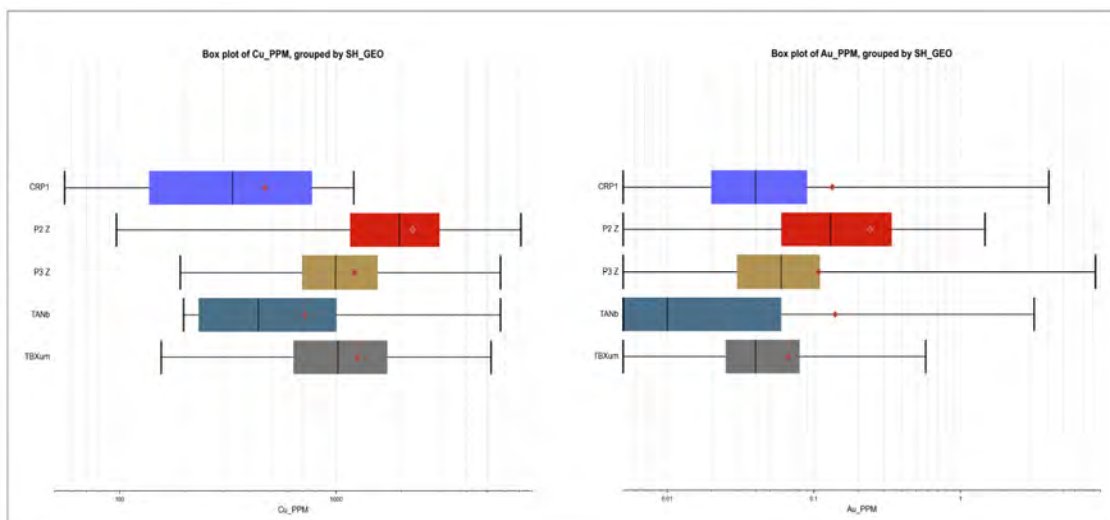 Box plot of Cu_PPM, grouped by SH_GEO
CRP1
P2 Z
P3 Z
TANb
TBXum
100
1000
Cu_PPM
Box plot of Au_PPM, grouped by SH_GEO
CRP1
P2 Z
P3 Z
TANb
TBXum
0.01
0.1
1
Au_PPM